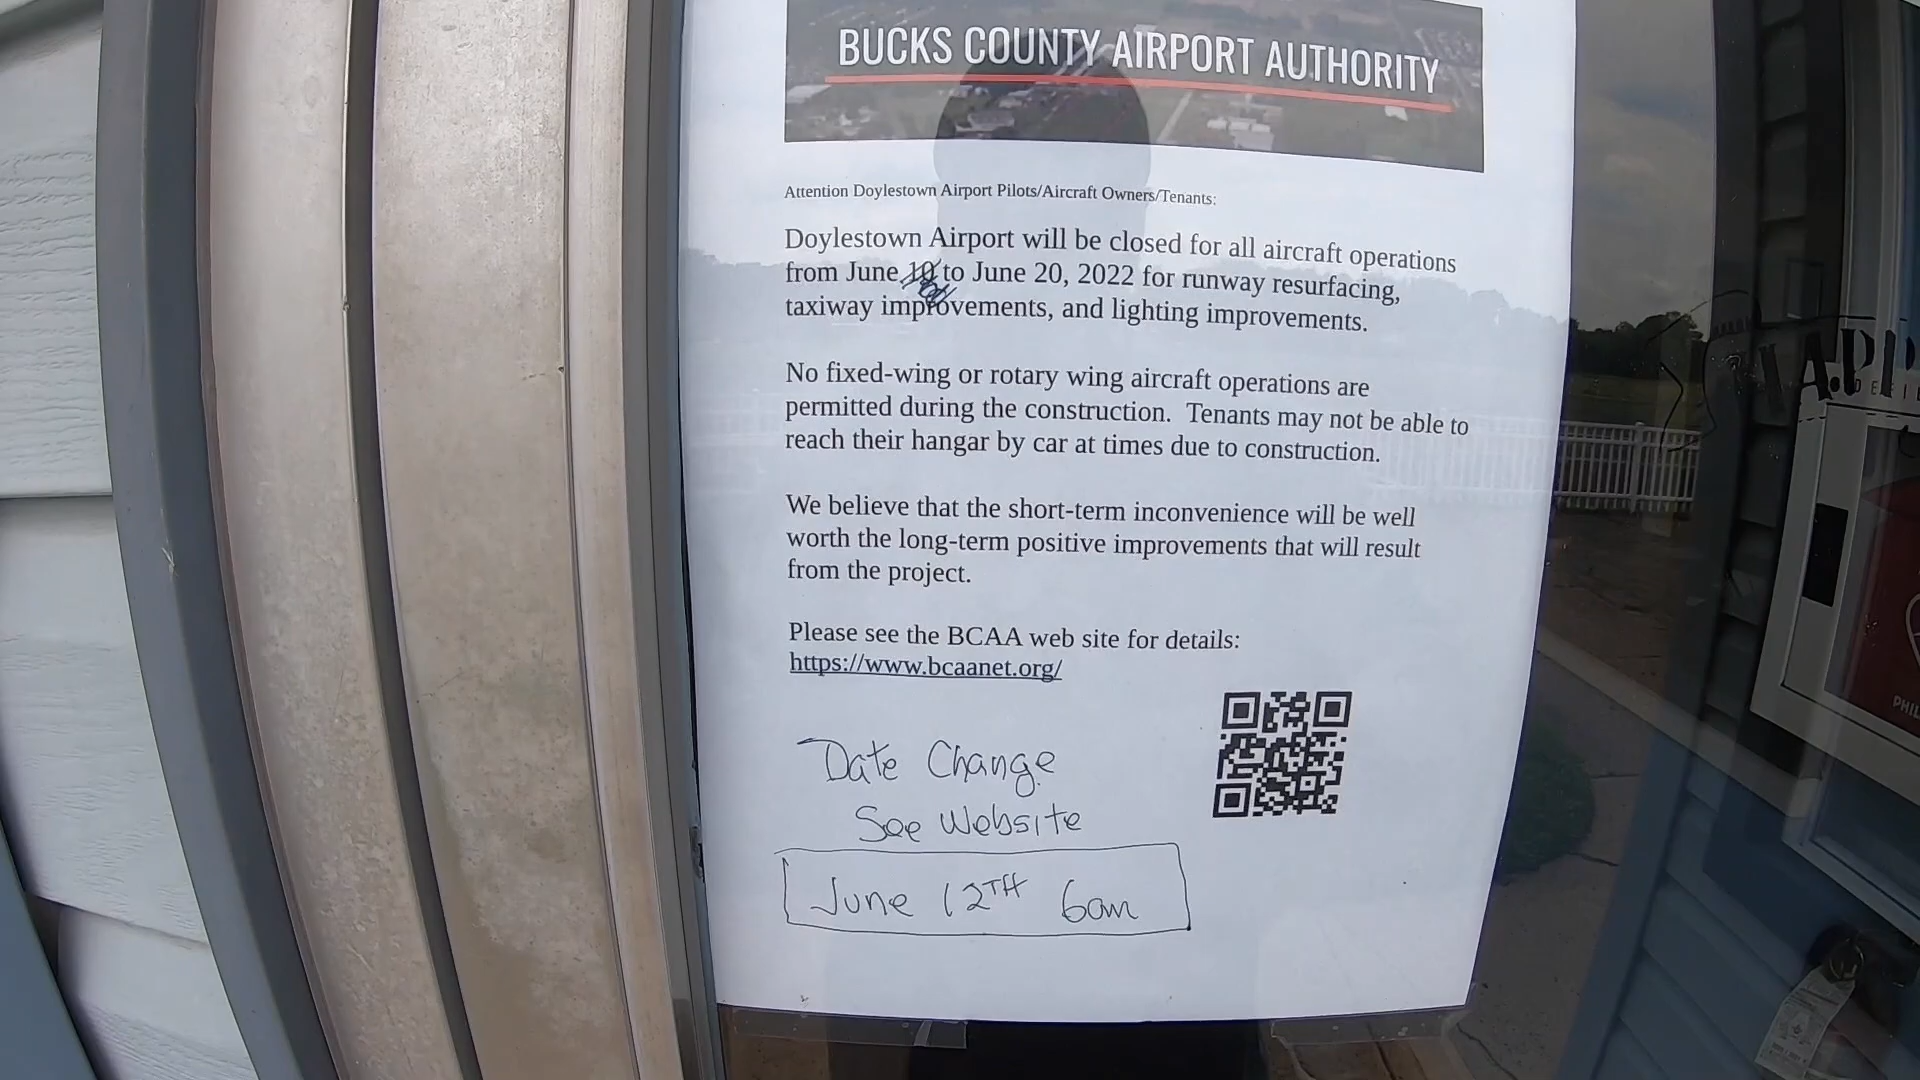 BUCKS COUNTY AIRPORT AUTHORITY
Attention Doylestown Airport Pilots/Aircraft Owners/Tenants:
Doylestown Airport will be closed for all aircraft operations
from June 10 to June 20, 2022 for runway resurfacing,
taxiway improvements, and lighting improvements.
No fixed-wing or rotary wing aircraft operations are
permitted during the construction. Tenants may not be able to
reach their hangar by car at times due to construction.
We believe that the short-term inconvenience will be well
worth the long-term positive improvements that will result
from the project.
Please see the BCAA web site for details:
https://www.bcaanet.org/
Date Change
See Website
June 12TH 6am